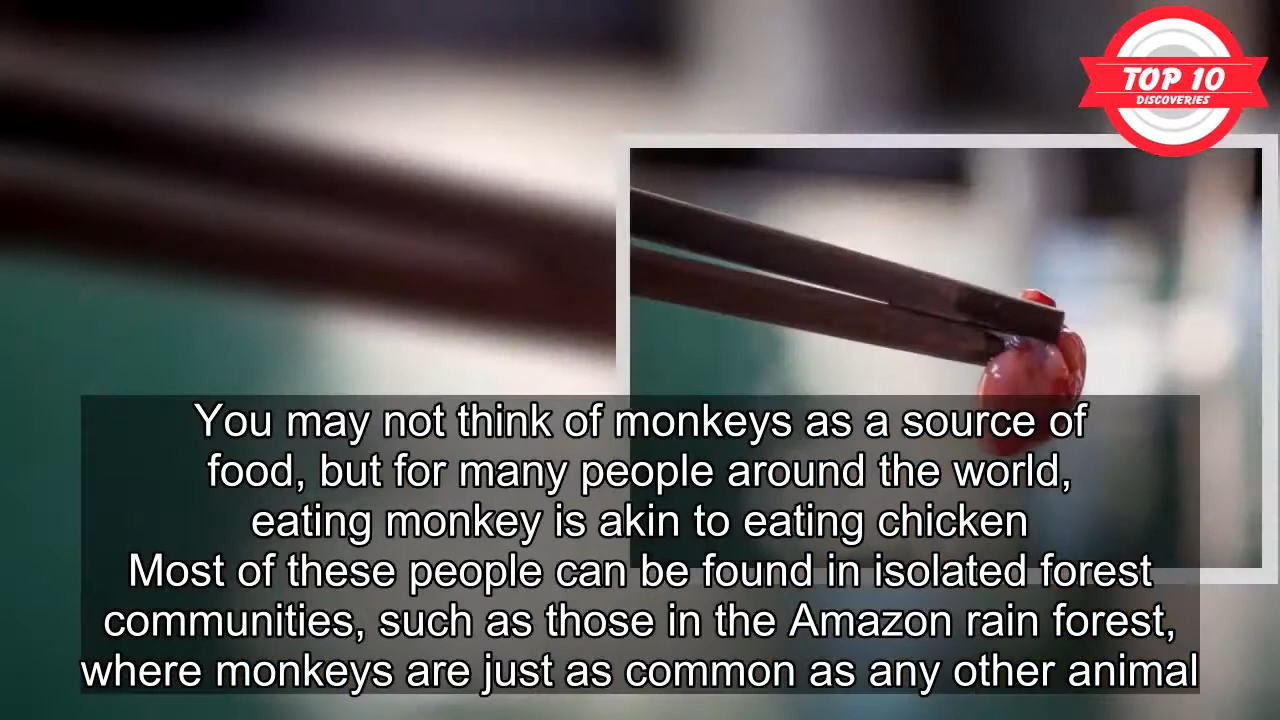 TOP 10
DISCOVERIES
You may not think of monkeys as a source of
food, but for many people around the world,
eating monkey is akin to eating chicken
Most of these people can be found in isolated forest
communities, such as those in the Amazon rain forest,
where monkeys are just as common as any other animal